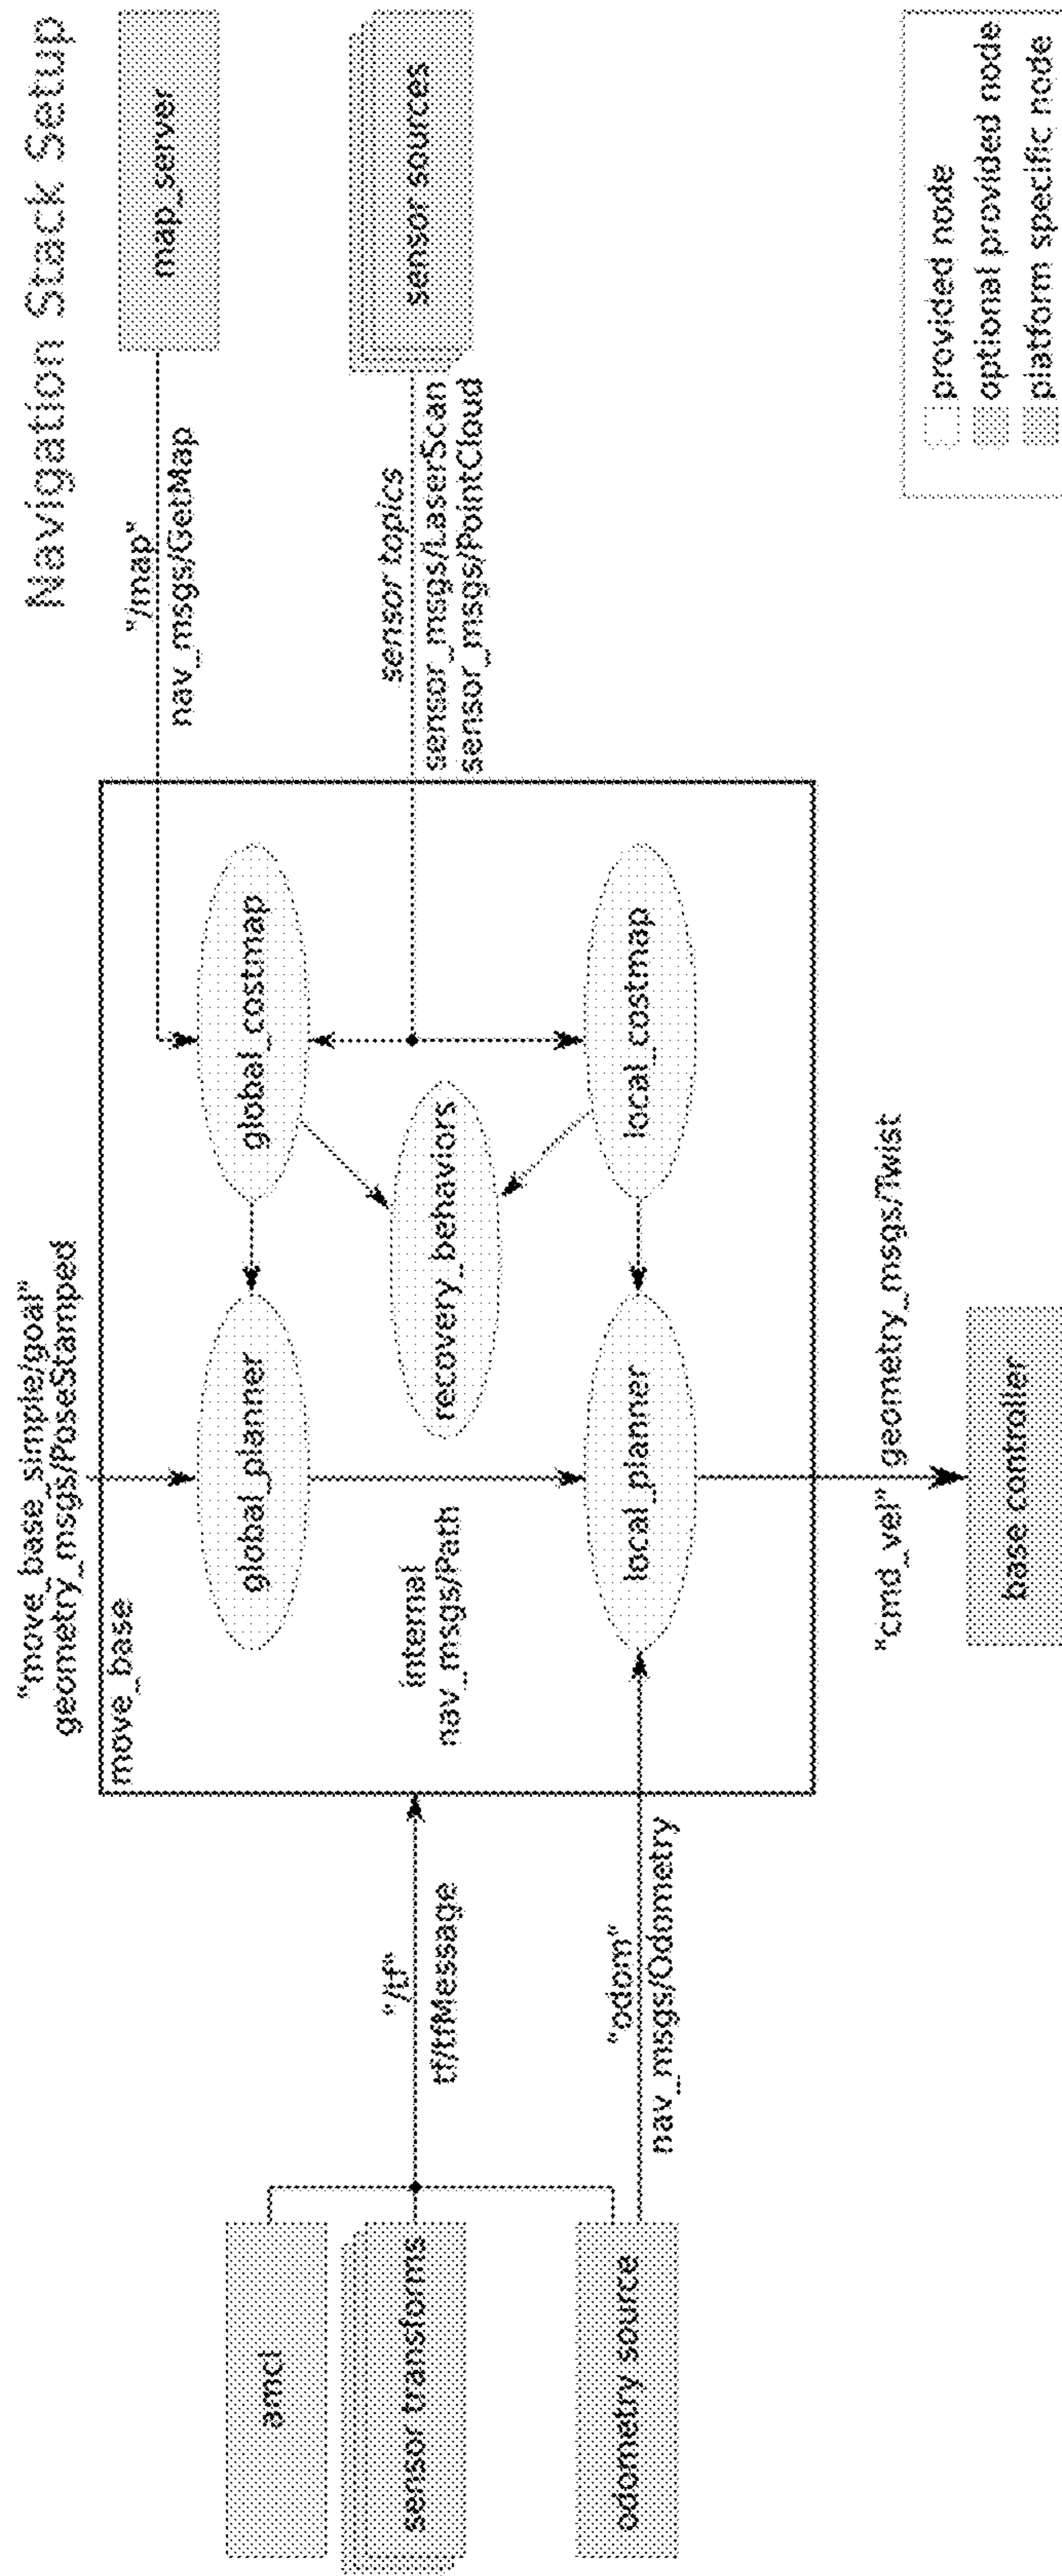 Navigation Stack Setup
"move_base_simple/goal"
geometry_msgs/PoseStamped
move_base
"/map"
nav_msgs/GetMap
map_server
amcl
sensor transforms
odometry source
"/tf"
tf/tfMessage
"odom"
nav_msgs/Odometry
global_planner
global_costmap
internal
nav_msgs/Path
recovery_behaviors
local_planner
local_costmap
sensor topics
sensor_msgs/LaserScan
sensor_msgs/PointCloud
sensor sources
"cmd_vel" geometry_msgs/Twist
base controller
provided node
optional provided node
platform specific node